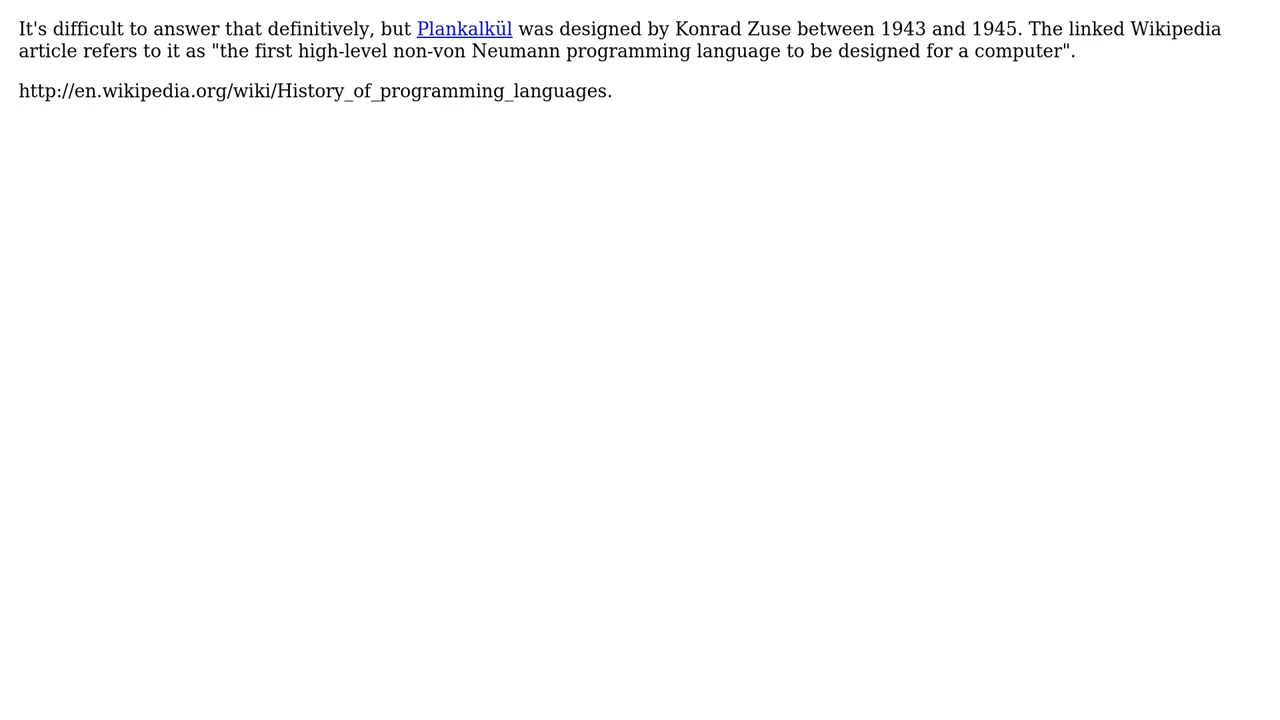 It's difficult to answer that definitively, but Plankalkül was designed by Konrad Zuse between 1943 and 1945. The linked Wikipedia
article refers to it as "the first high-level non-von Neumann programming language to be designed for a computer".
http://en.wikipedia.org/wiki/History_of_programming_languages.